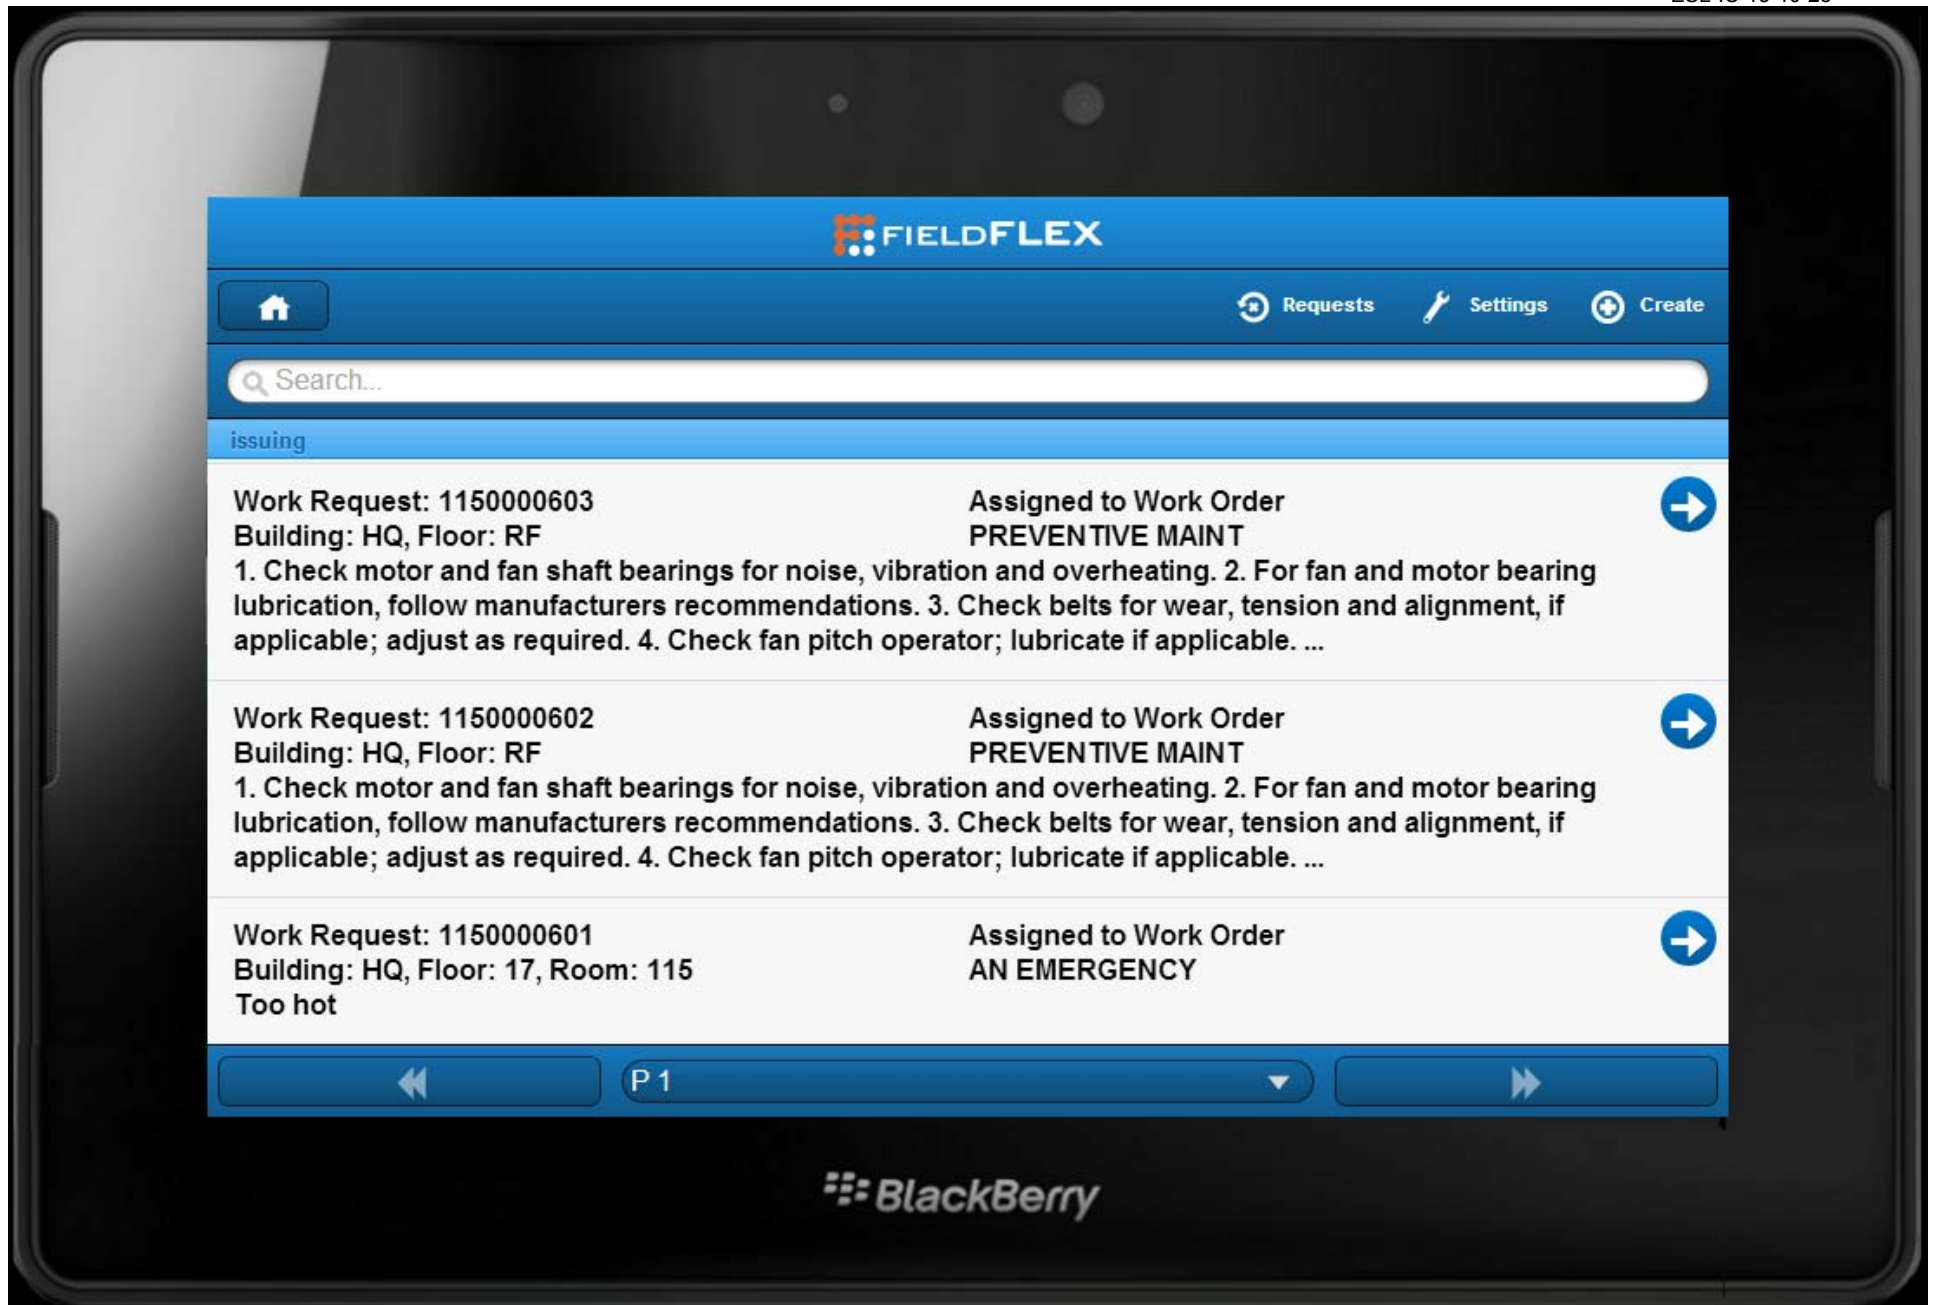 FIELDFLEX
Requests Settings Create
Search...
issuing
Work Request: 1150000603 Assigned to Work Order
Building: HQ, Floor: RF PREVENTIVE MAINT
1. Check motor and fan shaft bearings for noise, vibration and overheating. 2. For fan and motor bearing
lubrication, follow manufacturers recommendations. 3. Check belts for wear, tension and alignment, if
applicable; adjust as required. 4. Check fan pitch operator; lubricate if applicable. ...
Work Request: 1150000602 Assigned to Work Order
Building: HQ, Floor: RF PREVENTIVE MAINT
1. Check motor and fan shaft bearings for noise, vibration and overheating. 2. For fan and motor bearing
lubrication, follow manufacturers recommendations. 3. Check belts for wear, tension and alignment, if
applicable; adjust as required. 4. Check fan pitch operator; lubricate if applicable. ...
Work Request: 1150000601 Assigned to Work Order
Building: HQ, Floor: 17, Room: 115 AN EMERGENCY
Too hot
P 1
BlackBerry